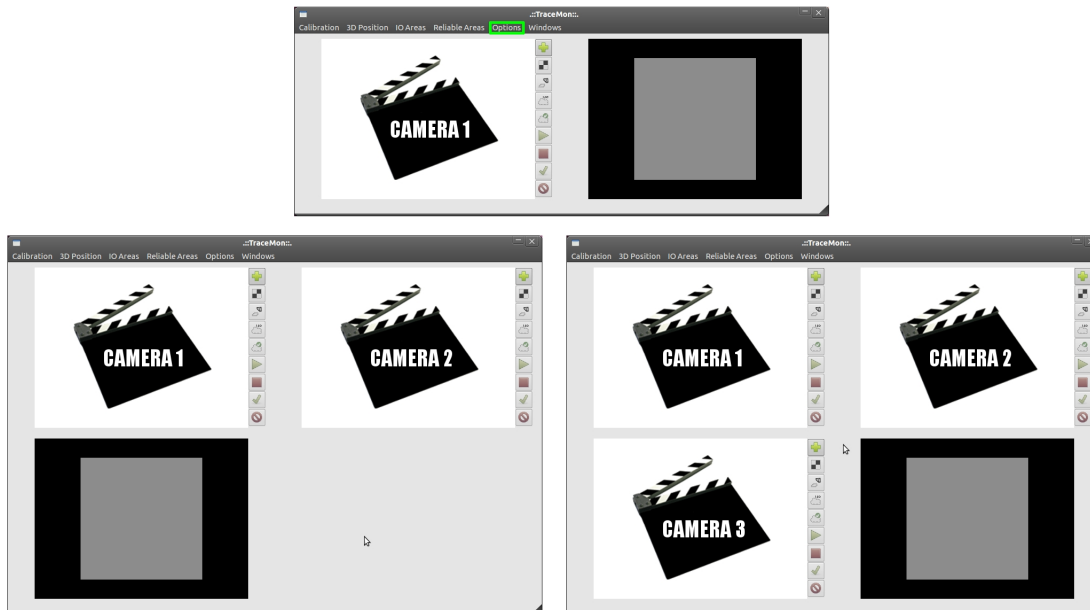 .::TraceMon::.
Calibration 3D Position IO Areas Reliable Areas Options Windows
CAMERA 1
.::TraceMon::.
Calibration 3D Position IO Areas Reliable Areas Options Windows
CAMERA 1
CAMERA 2
.::TraceMon::.
Calibration 3D Position IO Areas Reliable Areas Options Windows
CAMERA 1
CAMERA 2
CAMERA 3